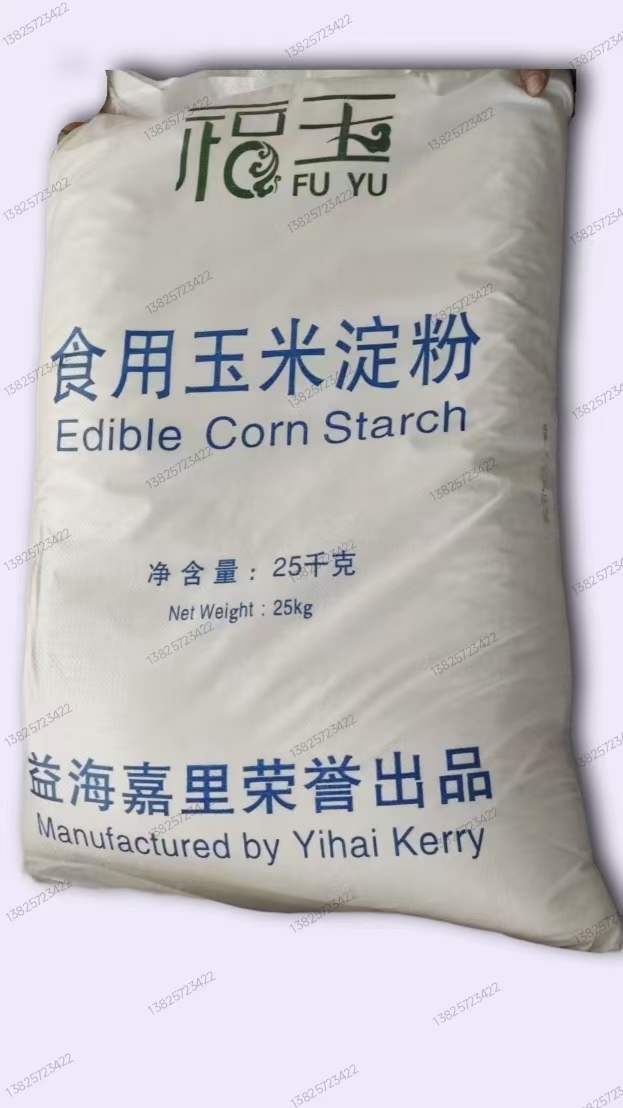 福玉
FU YU
食用玉米淀粉
Edible Corn Starch
净含量：25千克
Net Weight : 25kg
益海嘉里荣誉出品
Manufactured by Yihai Kerry
13825723422